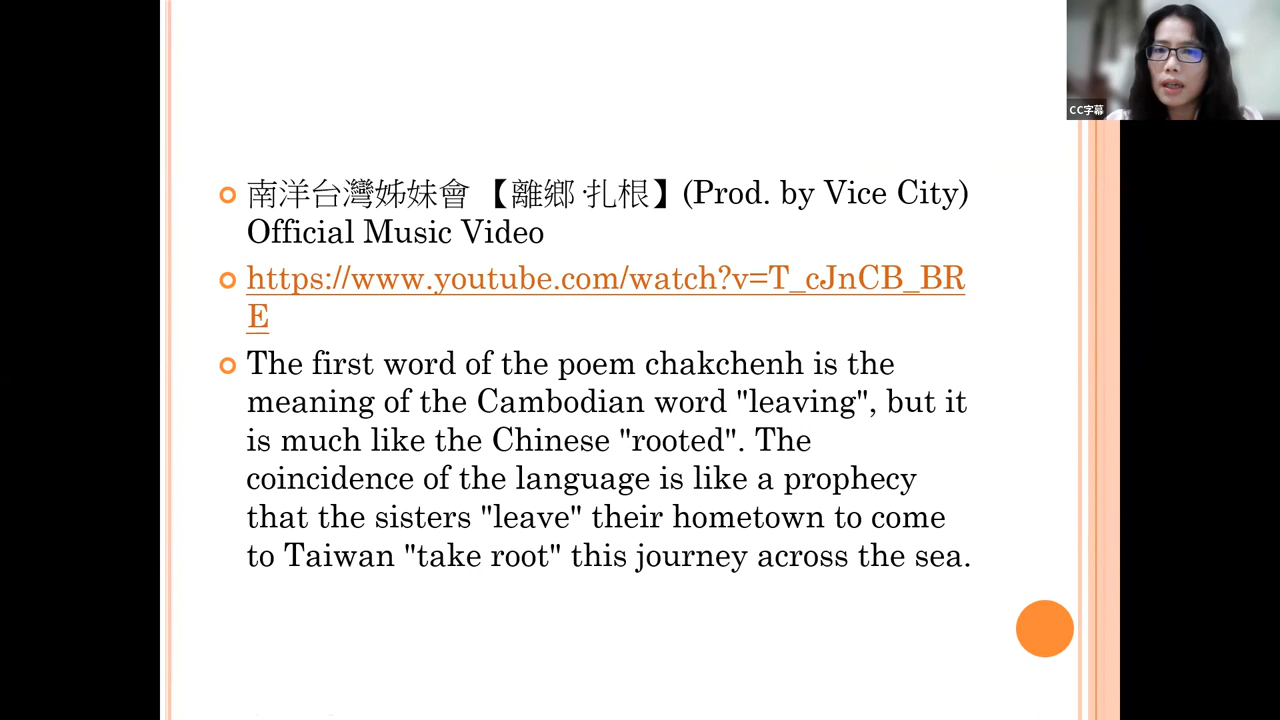 CC字幕
南洋台灣姊妹會 【離鄉·扎根】(Prod. by Vice City)
Official Music Video
https://www.youtube.com/watch?v=T_cJnCB_BR
E
The first word of the poem chakchenh is the
meaning of the Cambodian word "leaving", but it
is much like the Chinese "rooted". The
coincidence of the language is like a prophecy
that the sisters "leave" their hometown to come
to Taiwan "take root" this journey across the sea.